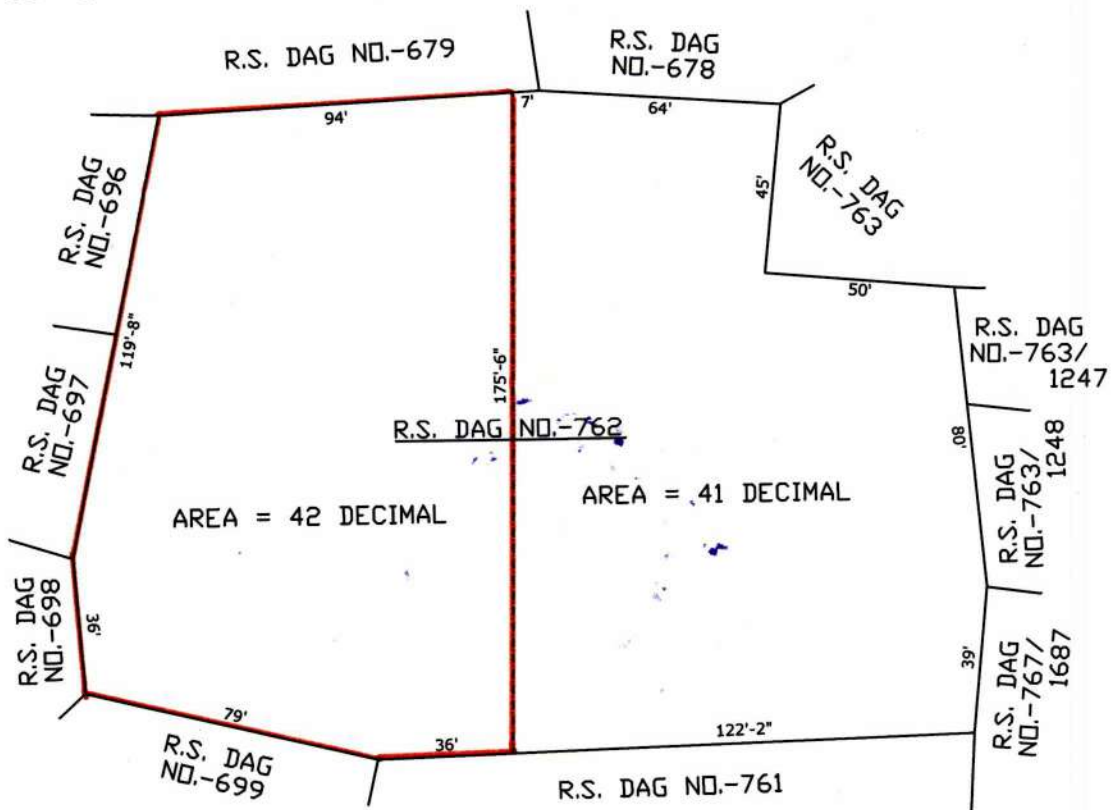 R.S. DAG NO.-679
R.S. DAG
NO.-678
94'
7'
64'
R.S. DAG
NO.-696
45'
R.S. DAG
NO.-763
50'
R.S. DAG
NO.-763/
1247
119'-8"
175'-6"
R.S. DAG
NO.-697
R.S. DAG NO.-762
80'
R.S. DAG
NO.-763/
1248
AREA = 42 DECIMAL
AREA = 41 DECIMAL
R.S. DAG
NO.-698
36'
39'
R.S. DAG
NO.-767/
1687
79'
36'
122'-2"
R.S. DAG
NO.-699
R.S. DAG NO.-761